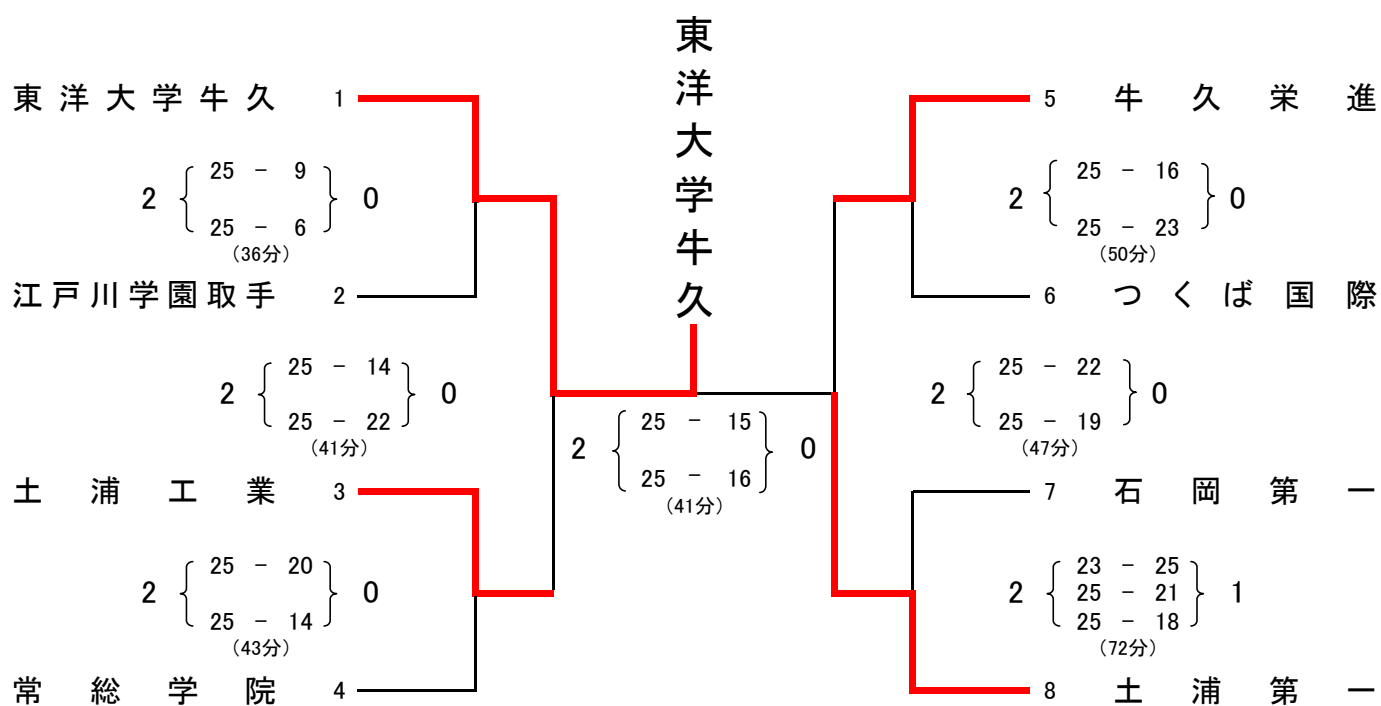 東洋大学牛久
東洋大学牛久 1
2 25 － 9 0
25 － 6
（36分）
江戸川学園取手 2
2 25 － 14 0
25 － 22
（41分）
土浦工業 3
2 25 － 20 0
25 － 14
（43分）
常総学院 4
2 25 － 15 0
25 － 16
（41分）
5 牛久栄進
2 25 － 16 0
25 － 23
（50分）
6 つくば国際
2 25 － 22 0
25 － 19
（47分）
7 石岡第一
23 － 25
2 25 － 21 1
25 － 18
（72分）
8 土浦第一